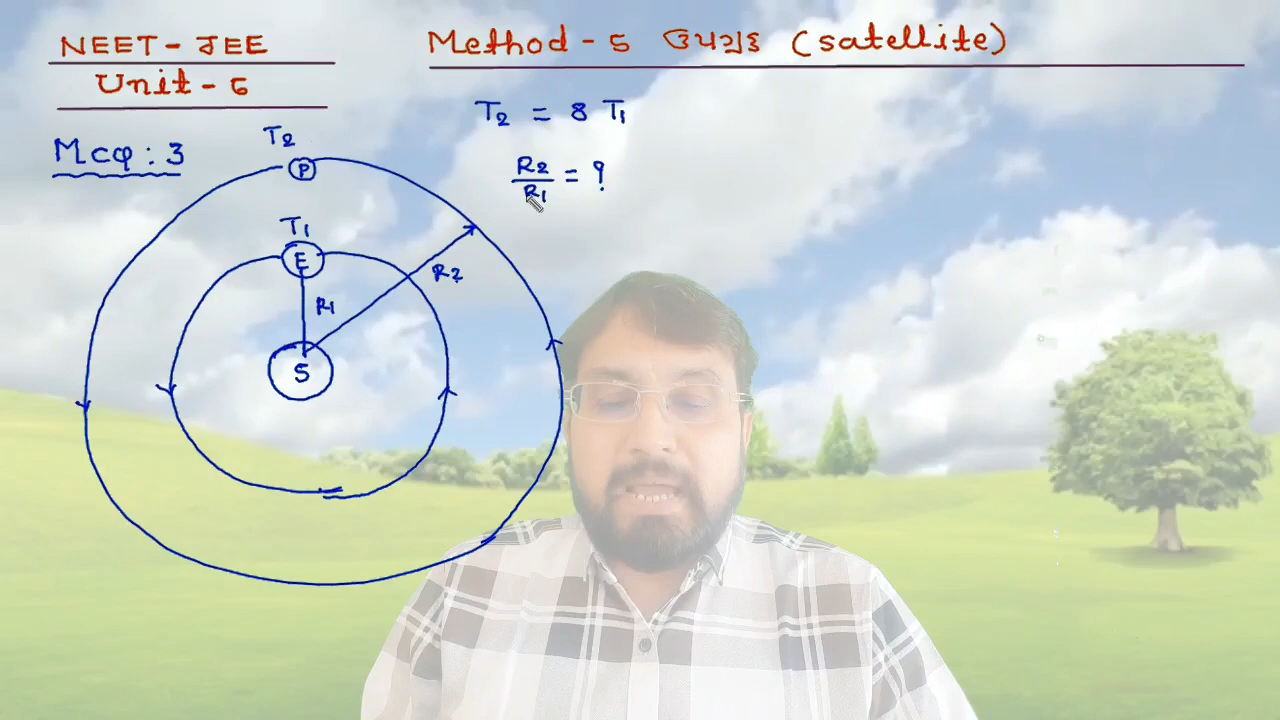 NEET - JEE
Unit - 6
Method - 5 ઉપગ્રહ (satellite)
Mcq : 3
T2 = 8 T1
R2/R1 = ?
T2
P
T1
E
R2
R1
S